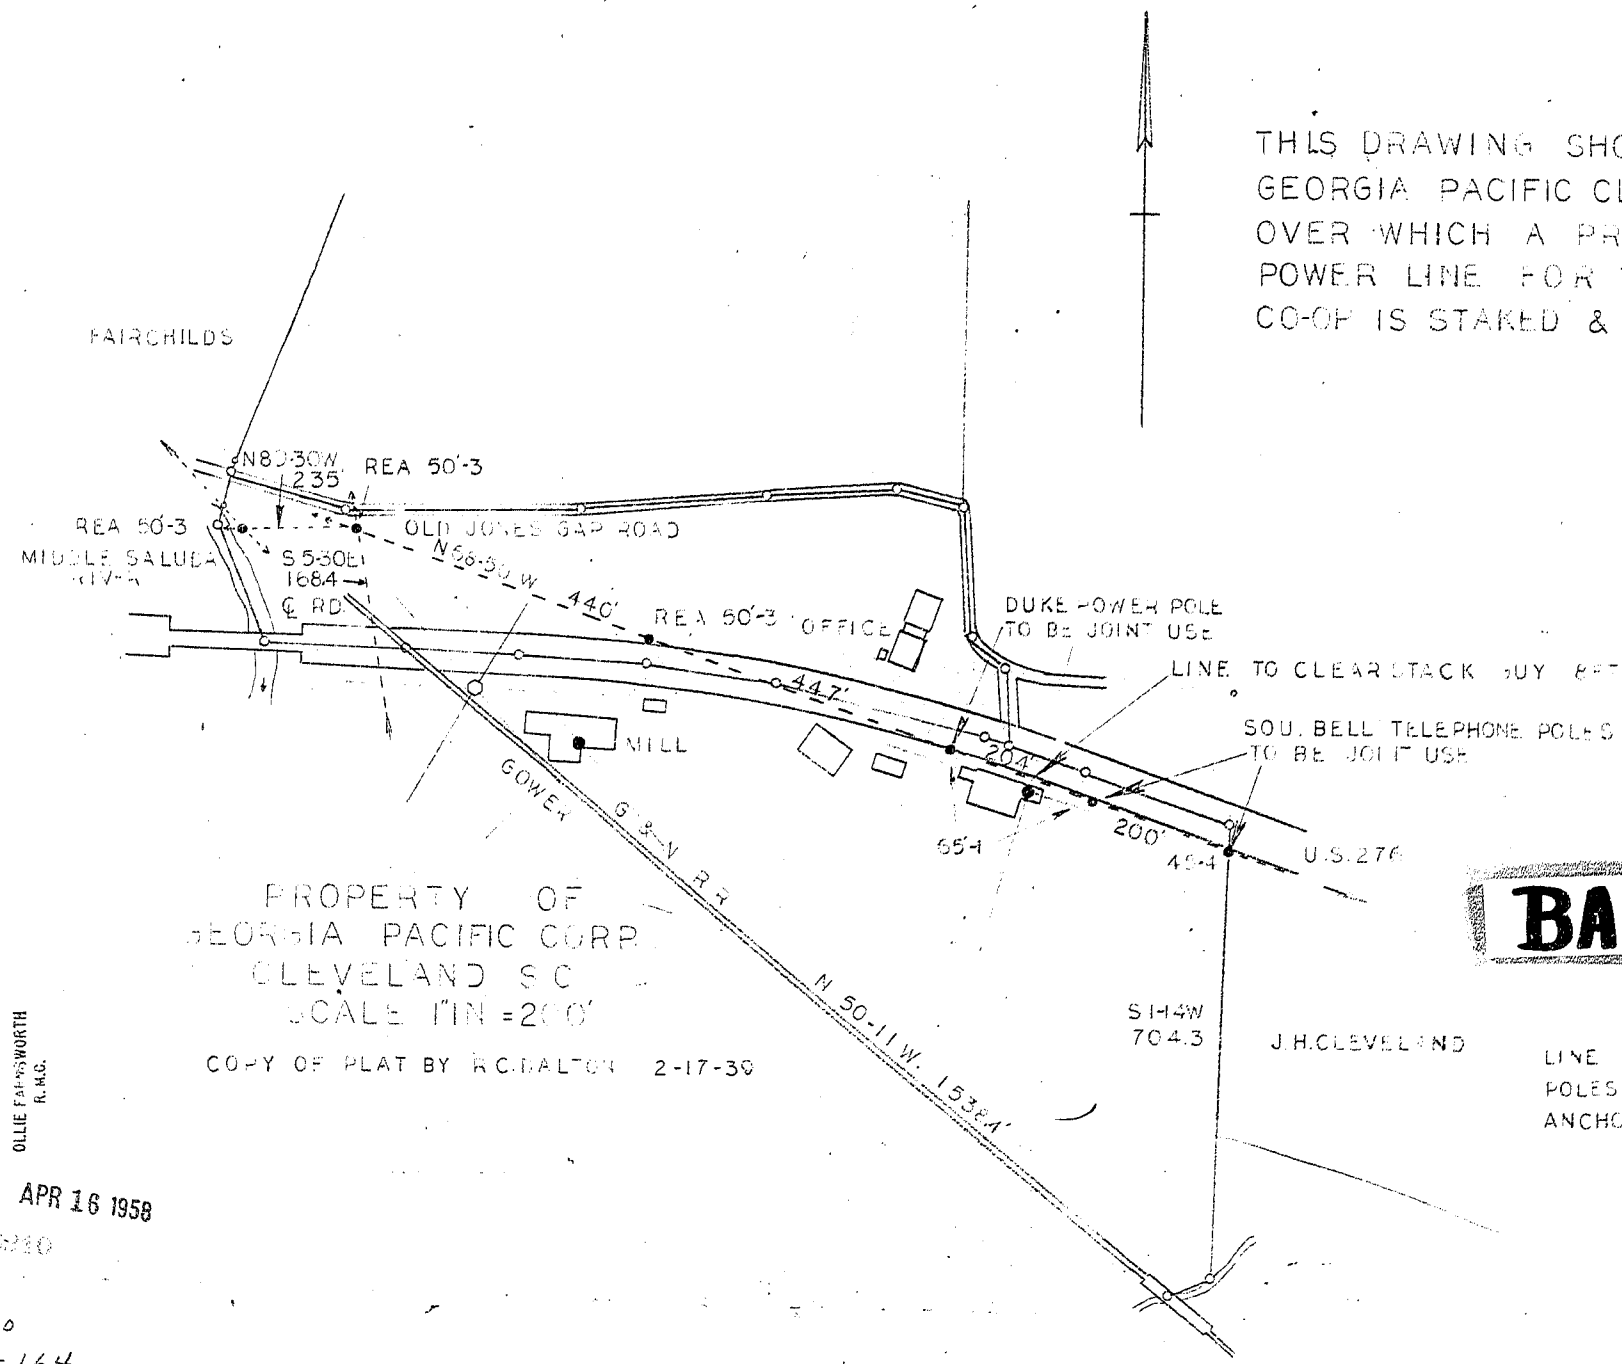 THIS DRAWING SHO
GEORGIA PACIFIC CL
OVER WHICH A PR
POWER LINE FOR
CO-OP IS STAKED &
FAIRCHILDS
N80-30W
235'
REA 50'-3
REA 50'-3
OLD JONES GAP ROAD
MIDDLE SALUDA
RIVER
S 5-30E
168.4
℄ RD.
N 68-50 W
440'
REA 50'-3
OFFICE
DUKE POWER POLE
TO BE JOINT USE
LINE TO CLEAR STACK GUY
447'
SOU. BELL TELEPHONE POLES
TO BE JOINT USE
MILL
204'
GOWER
G & N R R
65'-1
200'
45-4
U.S. 276
PROPERTY OF
GEORGIA PACIFIC CORP
CLEVELAND S C
SCALE 1"IN = 200'
BA
N 50-11 W. 1538.4'
S 1-14W
704.3
J.H. CLEVELAND
COPY OF PLAT BY R.C. DALTON 2-17-39
LINE
POLES
ANCHO
OLLIE FARNSWORTH
R.M.C.
APR 16 1958